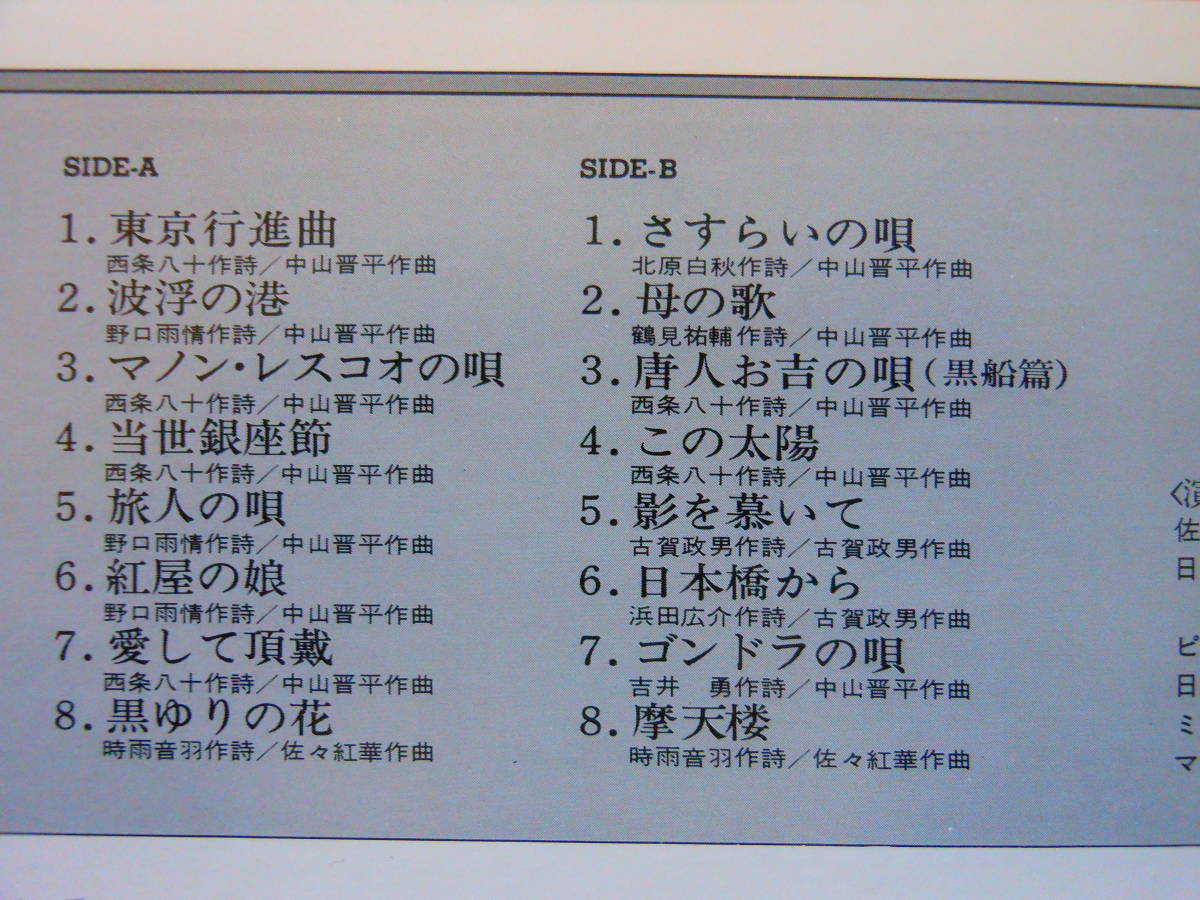 SIDE-A
1. 東京行進曲
西条八十作詩／中山晋平作曲
2. 波浮の港
野口雨情作詩／中山晋平作曲
3. マノン・レスコオの唄
西条八十作詩／中山晋平作曲
4. 当世銀座節
西条八十作詩／中山晋平作曲
5. 旅人の唄
野口雨情作詩／中山晋平作曲
6. 紅屋の娘
野口雨情作詩／中山晋平作曲
7. 愛して頂戴
西条八十作詩／中山晋平作曲
8. 黒ゆりの花
時雨音羽作詩／佐々紅華作曲
SIDE-B
1. さすらいの唄
北原白秋作詩／中山晋平作曲
2. 母の歌
鶴見祐輔作詩／中山晋平作曲
3. 唐人お吉の唄（黒船篇）
西条八十作詩／中山晋平作曲
4. この太陽
西条八十作詩／中山晋平作曲
5. 影を慕いて
古賀政男作詩／古賀政男作曲
6. 日本橋から
浜田広介作詩／古賀政男作曲
7. ゴンドラの唄
吉井　勇作詩／中山晋平作曲
8. 摩天楼
時雨音羽作詩／佐々紅華作曲
佐
日
ピ
日
ミ
マ